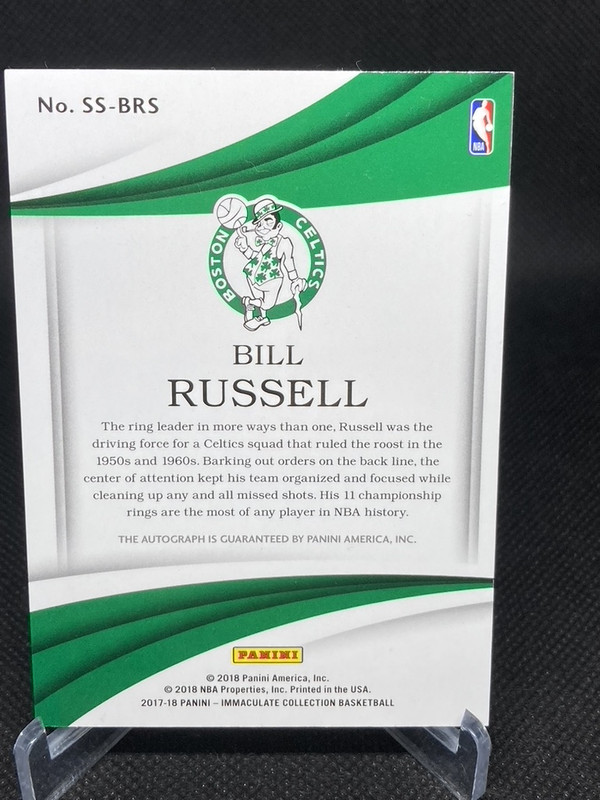 No. SS-BRS
NBA
BOSTON CELTICS
BILL
RUSSELL
The ring leader in more ways than one, Russell was the
driving force for a Celtics squad that ruled the roost in the
1950s and 1960s. Barking out orders on the back line, the
center of attention kept his team organized and focused while
cleaning up any and all missed shots. His 11 championship
rings are the most of any player in NBA history.
THE AUTOGRAPH IS GUARANTEED BY PANINI AMERICA, INC.
PANINI
© 2018 Panini America, Inc.
© 2018 NBA Properties, Inc. Printed in the USA.
2017-18 PANINI – IMMACULATE COLLECTION BASKETBALL